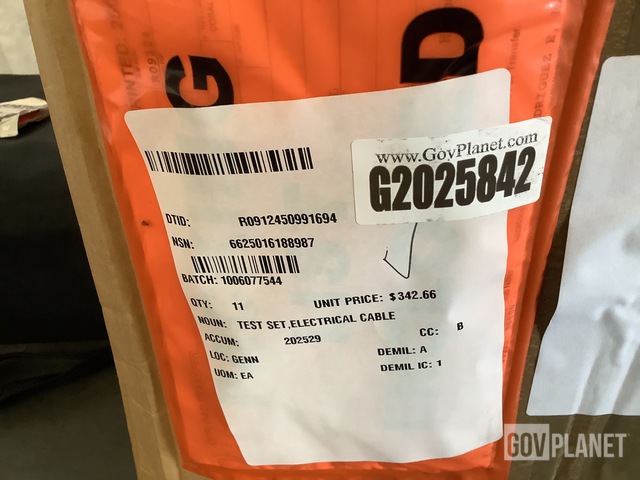 G D
www.GovPlanet.com
G2025842
DTID: R0912450991694
NSN: 6625016188987
BATCH: 1006077544
QTY: 11 UNIT PRICE: $342.66
NOUN: TEST SET,ELECTRICAL CABLE
ACCUM: 202529 CC: B
LOC: GENN DEMIL: A
UOM: EA DEMIL IC: 1
GOVPLANET